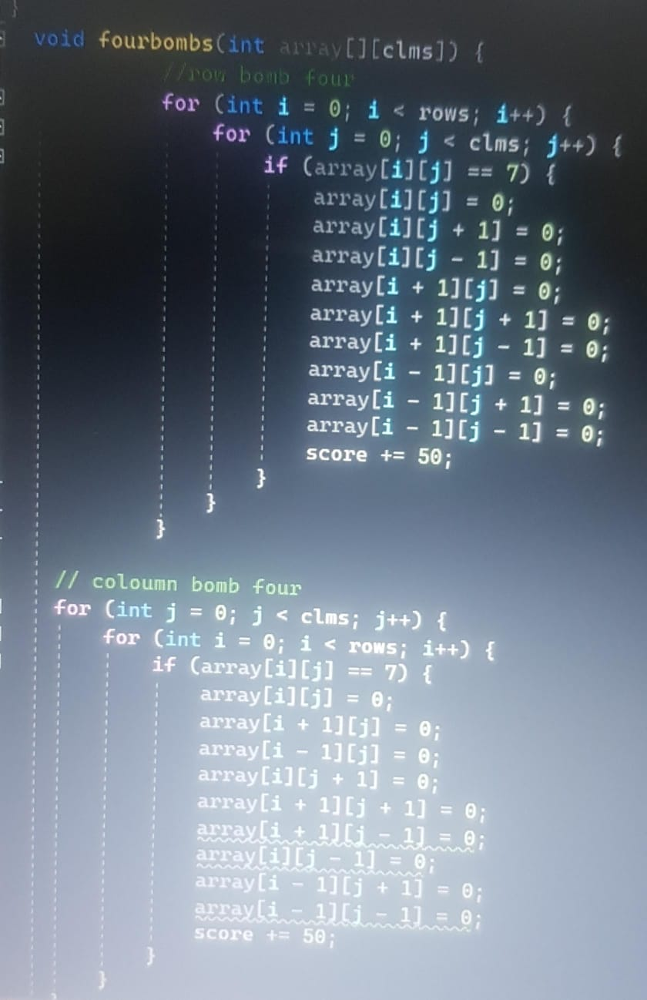 }
void fourbombs(int array[][clms]) {
//row bomb four
for (int i = 0; i < rows; i++) {
for (int j = 0; j < clms; j++) {
if (array[i][j] == 7) {
array[i][j] = 0;
array[i][j + 1] = 0;
array[i][j - 1] = 0;
array[i + 1][j] = 0;
array[i + 1][j + 1] = 0;
array[i + 1][j - 1] = 0;
array[i - 1][j] = 0;
array[i - 1][j + 1] = 0;
array[i - 1][j - 1] = 0;
score += 50;
}
}
}
// coloumn bomb four
for (int j = 0; j < clms; j++) {
for (int i = 0; i < rows; i++) {
if (array[i][j] == 7) {
array[i][j] = 0;
array[i + 1][j] = 0;
array[i - 1][j] = 0;
array[i][j + 1] = 0;
array[i + 1][j + 1] = 0;
array[i + 1][j - 1] = 0;
array[i][j - 1] = 0;
array[i - 1][j + 1] = 0;
array[i - 1][j - 1] = 0;
score += 50;
}
}